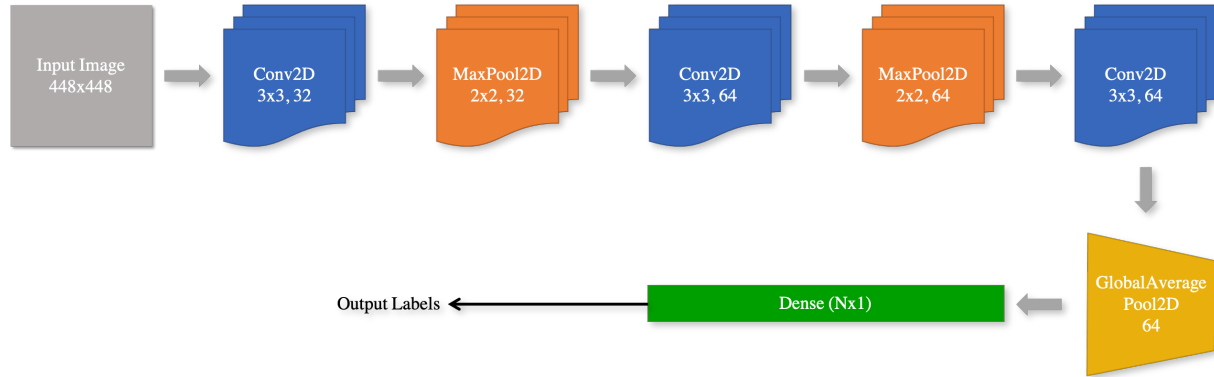 Input Image
448x448
Conv2D
3x3, 32
MaxPool2D
2x2, 32
Conv2D
3x3, 64
MaxPool2D
2x2, 64
Conv2D
3x3, 64
GlobalAverage
Pool2D
64
Dense (Nx1)
Output Labels